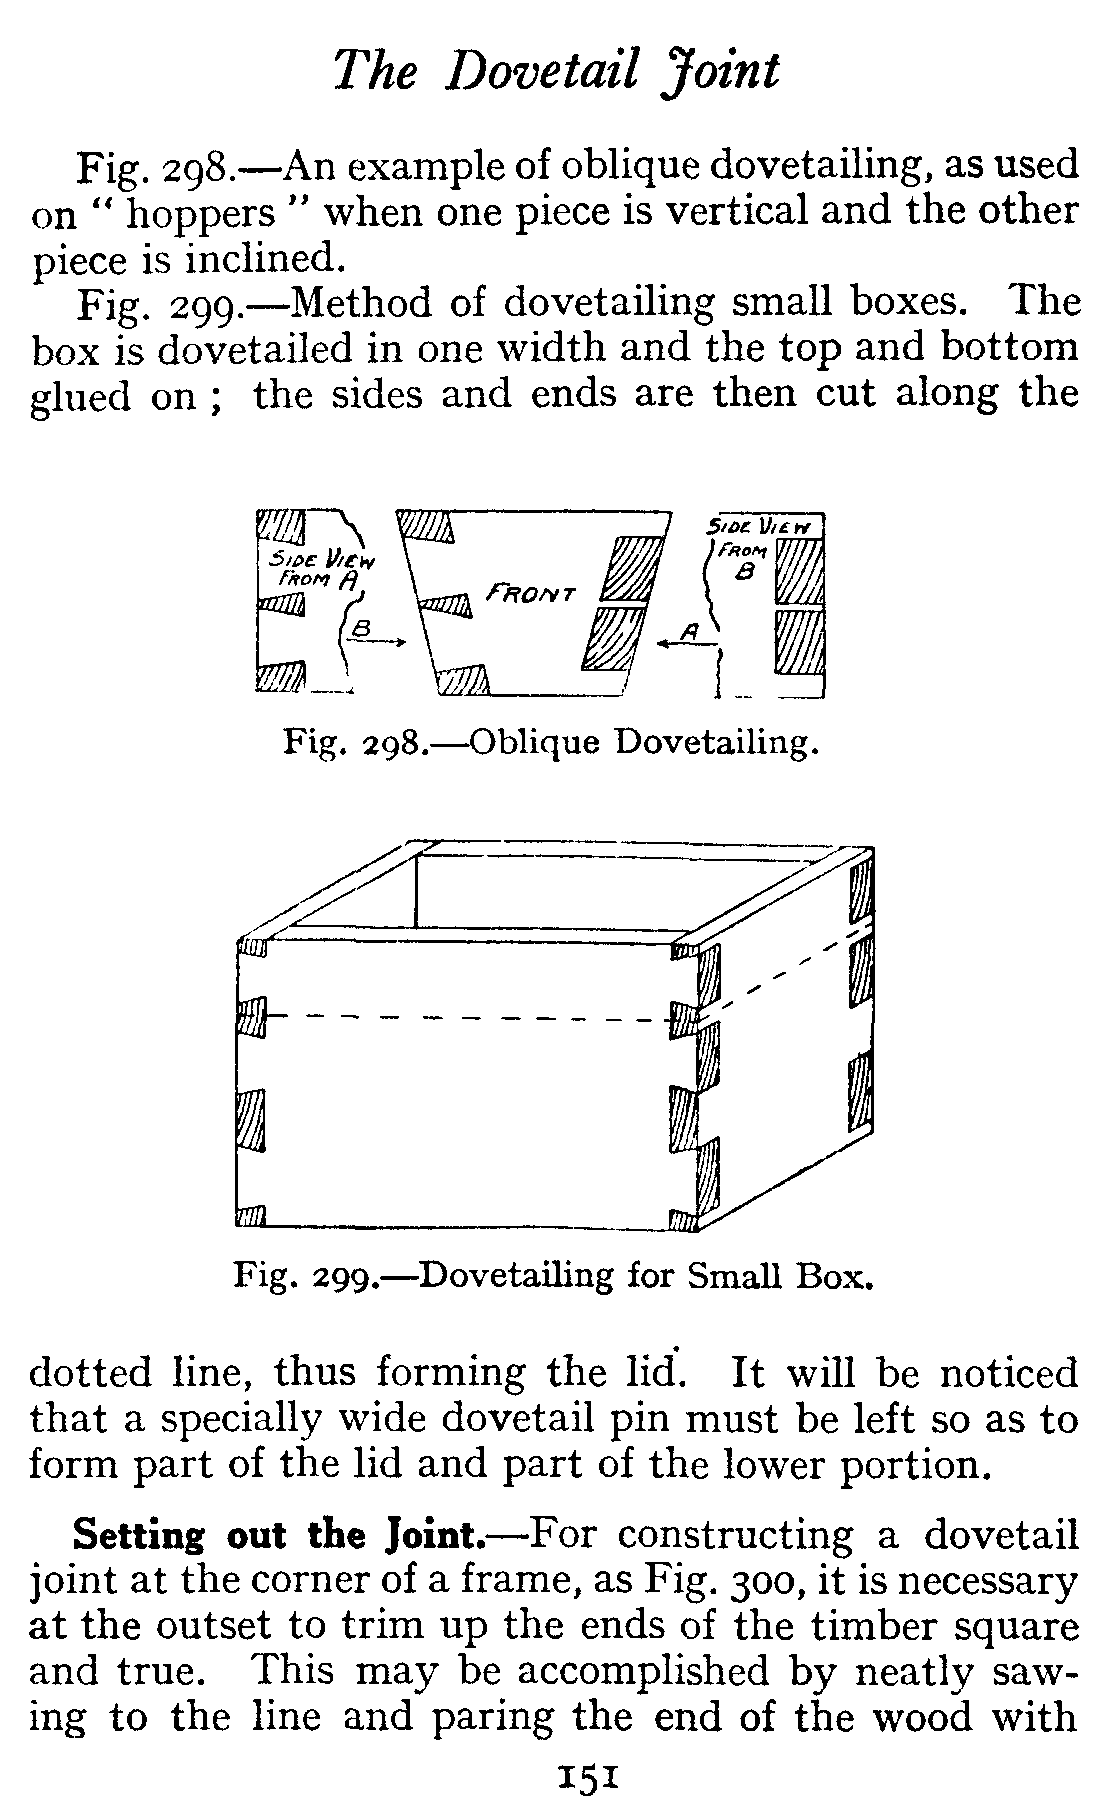 The Dovetail Joint
Fig. 298.—An example of oblique dovetailing, as used
on “ hoppers ” when one piece is vertical and the other
piece is inclined.
Fig. 299.—Method of dovetailing small boxes. The
box is dovetailed in one width and the top and bottom
glued on ; the sides and ends are then cut along the
SIDE VIEW
FROM A
B
FRONT
A
SIDE VIEW
FROM
B
Fig. 298.—Oblique Dovetailing.
Fig. 299.—Dovetailing for Small Box.
dotted line, thus forming the lid. It will be noticed
that a specially wide dovetail pin must be left so as to
form part of the lid and part of the lower portion.
Setting out the Joint.—For constructing a dovetail
joint at the corner of a frame, as Fig. 300, it is necessary
at the outset to trim up the ends of the timber square
and true. This may be accomplished by neatly saw-
ing to the line and paring the end of the wood with
151